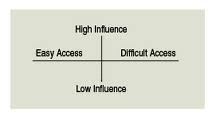 High Influence
Easy Access Difficult Access
Low Influence